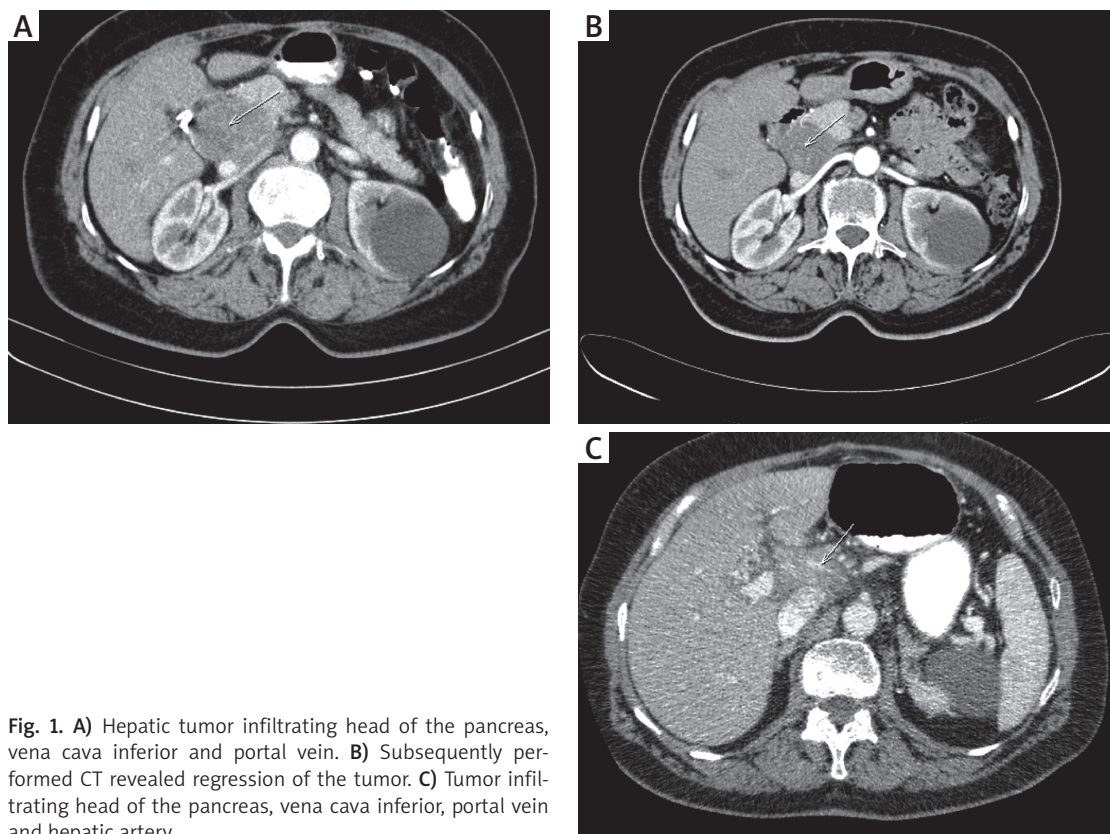 A
B
C
Fig. 1. A) Hepatic tumor infiltrating head of the pancreas,
vena cava inferior and portal vein. B) Subsequently per-
formed CT revealed regression of the tumor. C) Tumor infil-
trating head of the pancreas, vena cava inferior, portal vein
and hepatic artery